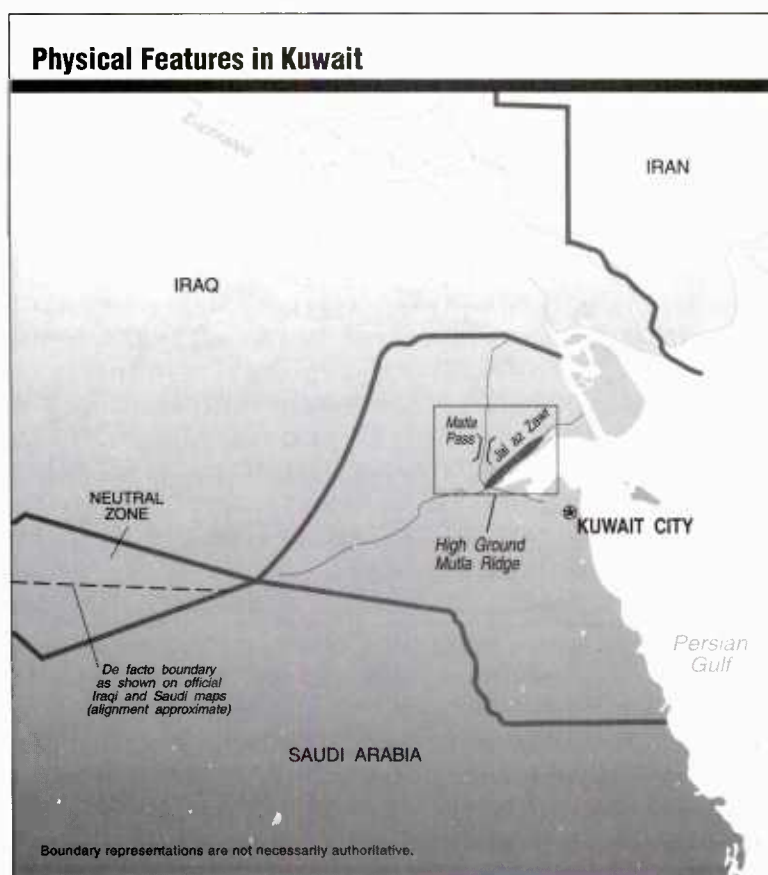 Physical Features in Kuwait
Euphrates
IRAN
IRAQ
Matla
Pass
Jal az Zawr
NEUTRAL
ZONE
KUWAIT CITY
High Ground
Mutla Ridge
Persian
Gulf
De facto boundary
as shown on official
Iraqi and Saudi maps
(alignment approximate)
SAUDI ARABIA
Boundary representations are not necessarily authoritative.